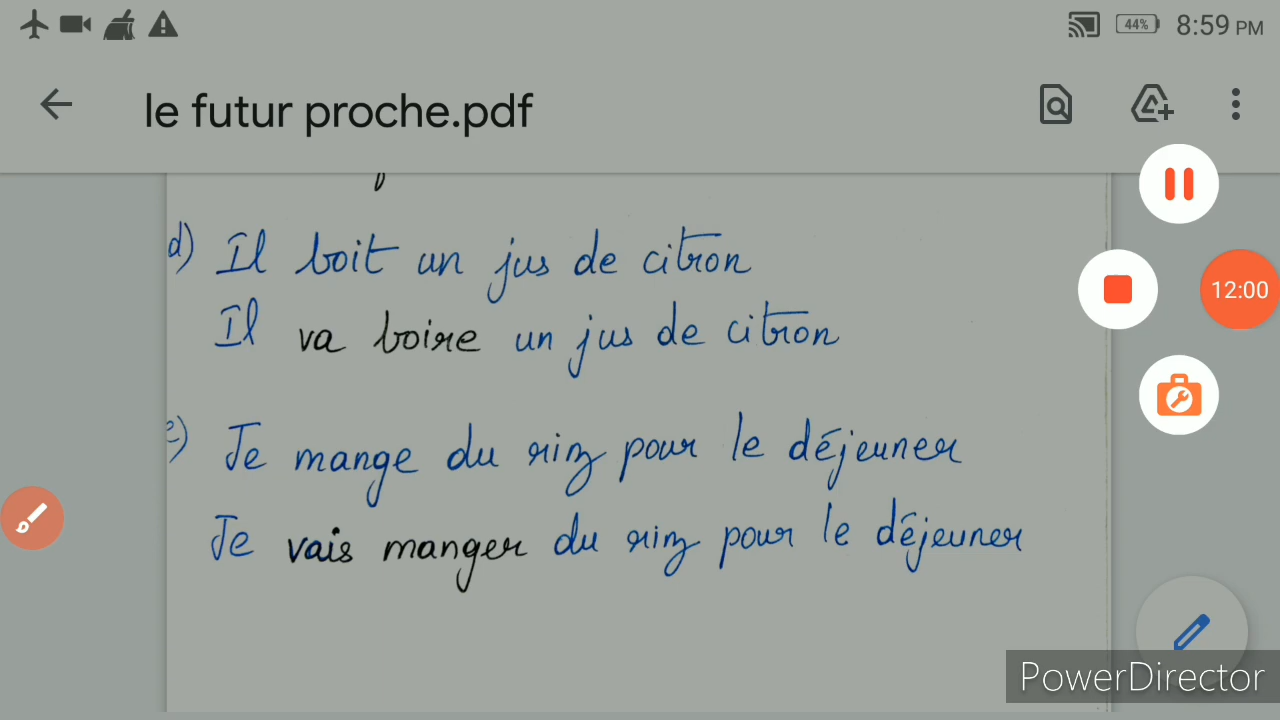 44%
8:59 PM
le futur proche.pdf
d) Il boit un jus de citron
Il va boire un jus de citron
12:00
e) Je mange du riz pour le déjeuner
Je vais manger du riz pour le déjeuner
PowerDirector